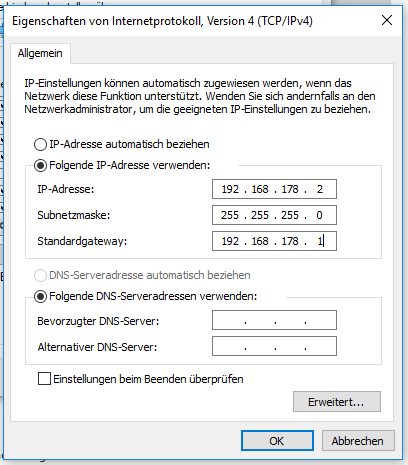 Eigenschaften von Internetprotokoll, Version 4 (TCP/IPv4)
Allgemein
IP-Einstellungen können automatisch zugewiesen werden, wenn das
Netzwerk diese Funktion unterstützt. Wenden Sie sich andernfalls an den
Netzwerkadministrator, um die geeigneten IP-Einstellungen zu beziehen.
IP-Adresse automatisch beziehen
Folgende IP-Adresse verwenden:
IP-Adresse: 192 . 168 . 178 . 2
Subnetzmaske: 255 . 255 . 255 . 0
Standardgateway: 192 . 168 . 178 . 1
DNS-Serveradresse automatisch beziehen
Folgende DNS-Serveradressen verwenden:
Bevorzugter DNS-Server: . . .
Alternativer DNS-Server: . . .
Einstellungen beim Beenden überprüfen
Erweitert...
OK Abbrechen